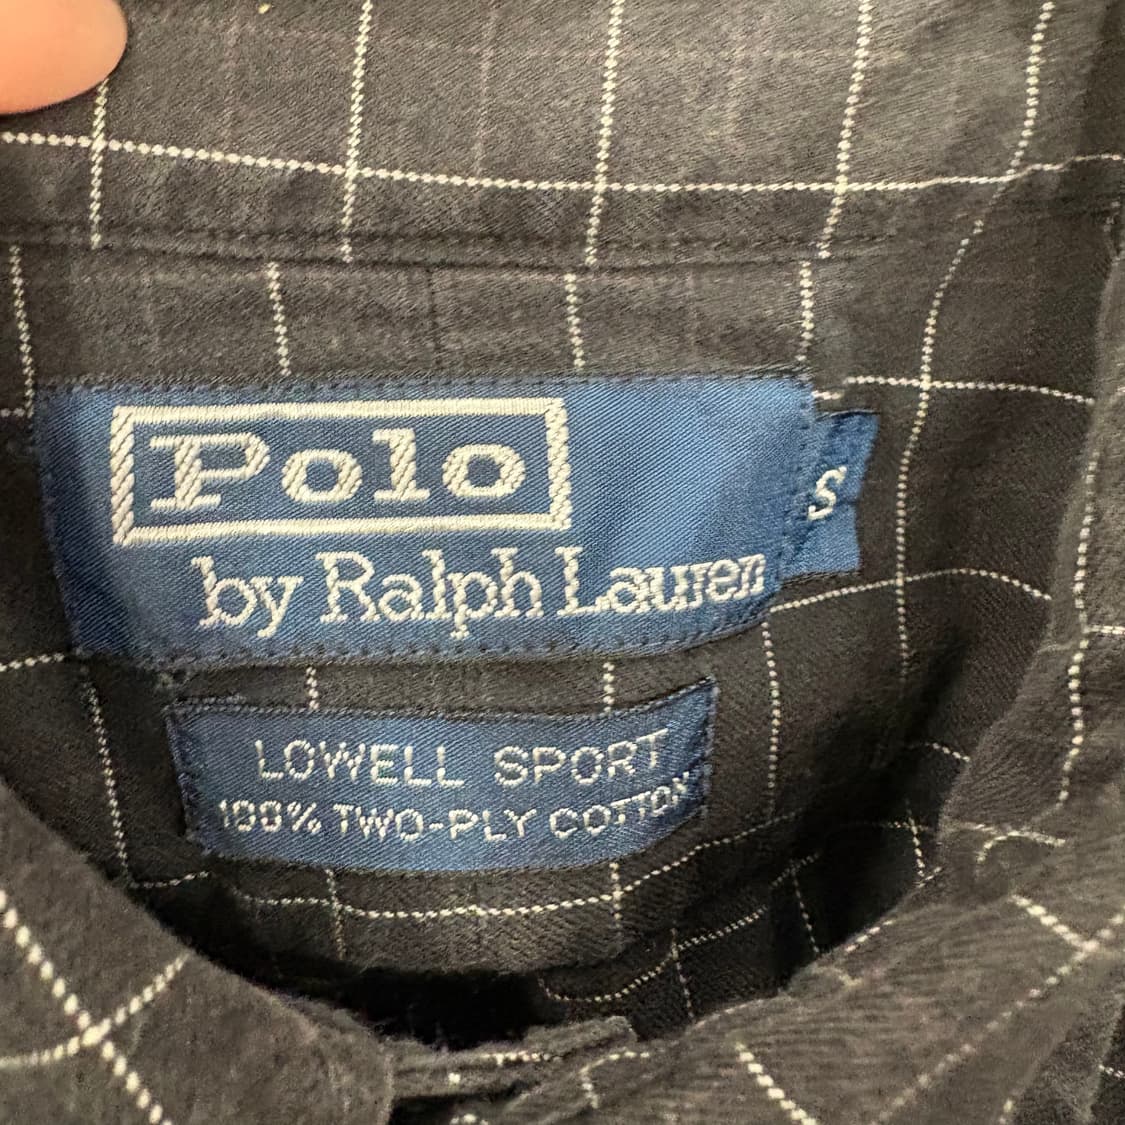 Polo
by Ralph Lauren
S
LOWELL SPORT
100% TWO-PLY COTTON